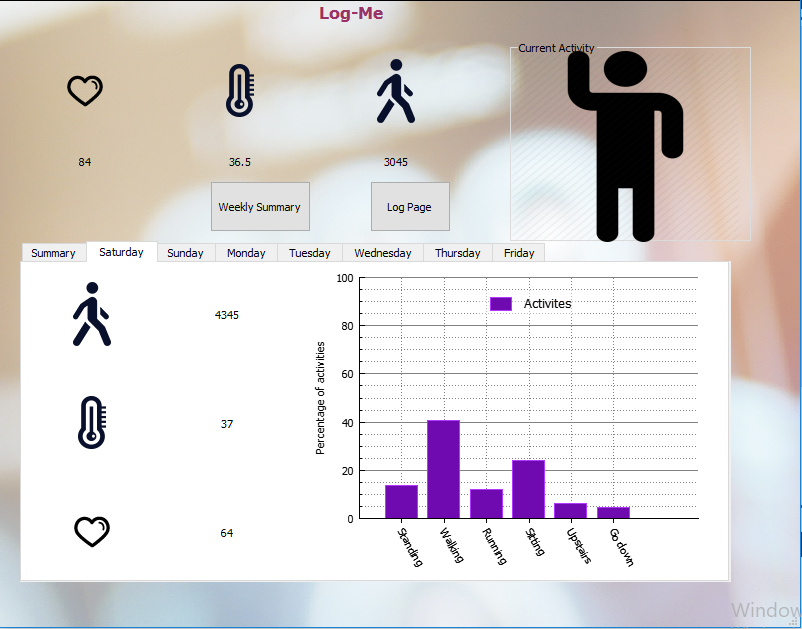 Log-Me
Current Activity
84
36.5
3045
Weekly Summary
Log Page
Summary
Saturday
Sunday
Monday
Tuesday
Wednesday
Thursday
Friday
4345
37
64
Percentage of activities
100
80
60
40
20
0
Activites
Standing
Walking
Running
Sitting
Upstairs
Go down
Window